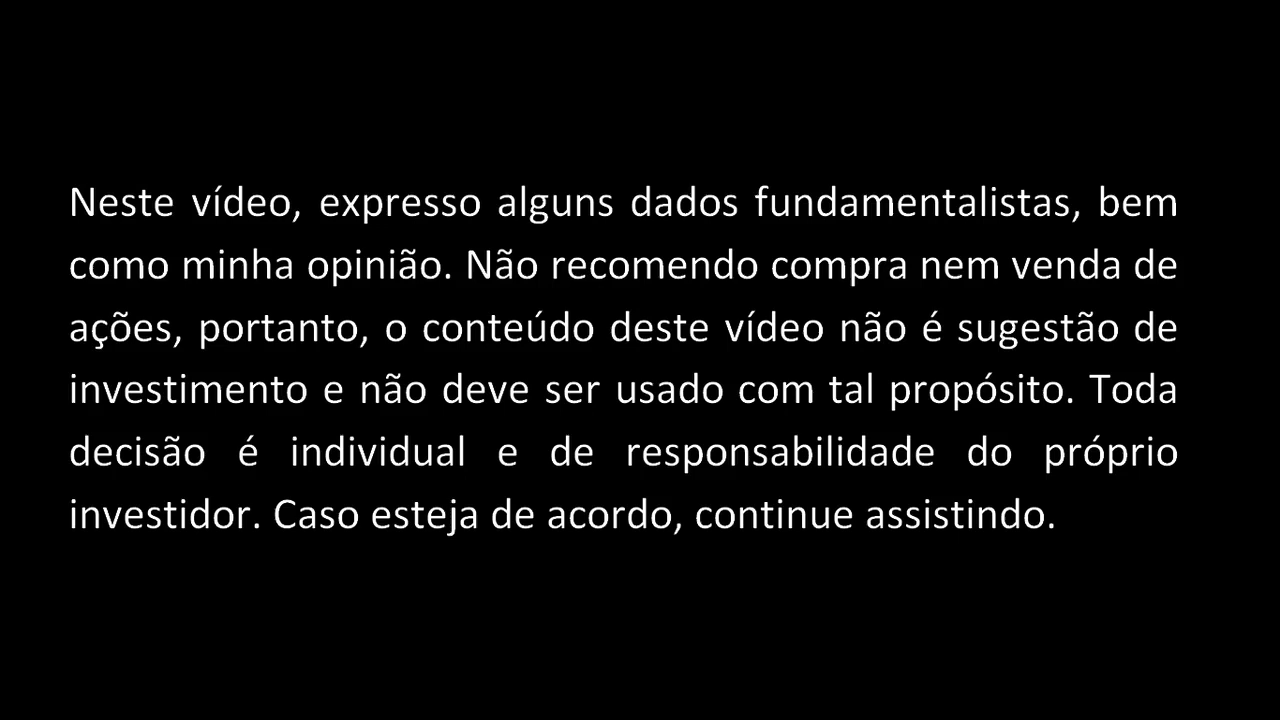 Neste vídeo, expresso alguns dados fundamentalistas, bem
como minha opinião. Não recomendo compra nem venda de
ações, portanto, o conteúdo deste vídeo não é sugestão de
investimento e não deve ser usado com tal propósito. Toda
decisão é individual e de responsabilidade do próprio
investidor. Caso esteja de acordo, continue assistindo.